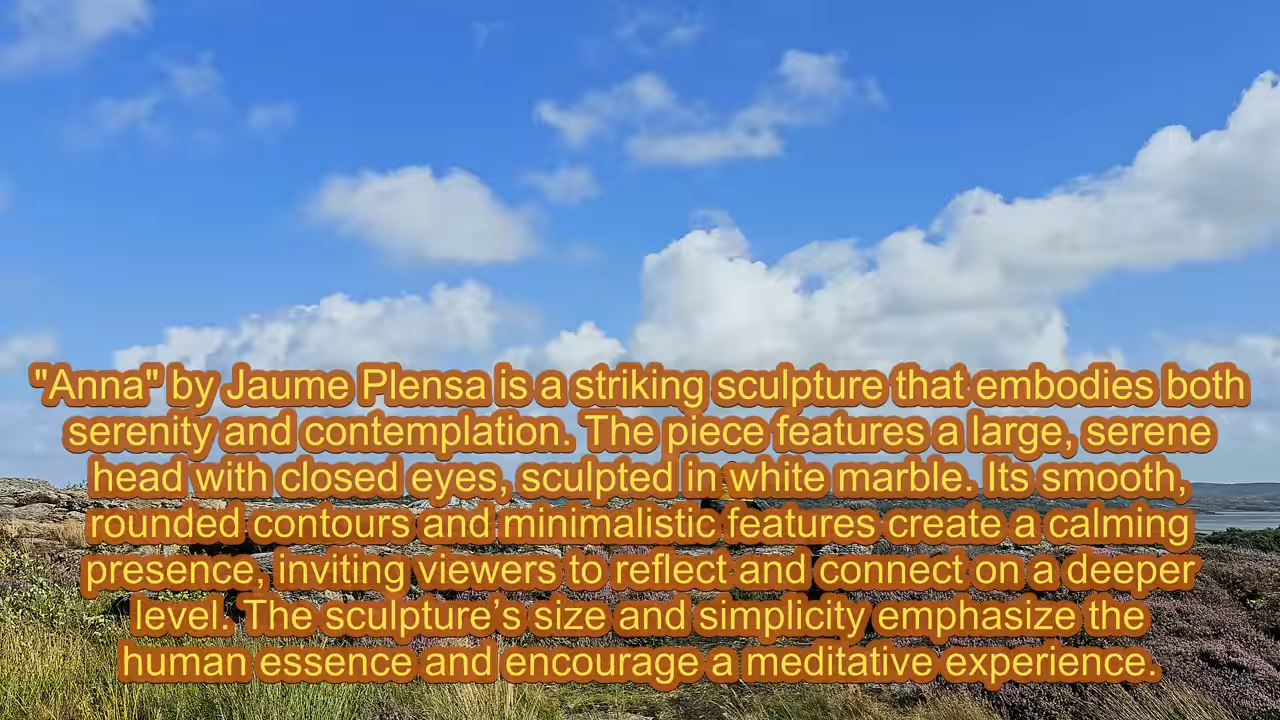 "Anna" by Jaume Plensa is a striking sculpture that embodies both
serenity and contemplation. The piece features a large, serene
head with closed eyes, sculpted in white marble. Its smooth,
rounded contours and minimalistic features create a calming
presence, inviting viewers to reflect and connect on a deeper
level. The sculpture’s size and simplicity emphasize the
human essence and encourage a meditative experience.